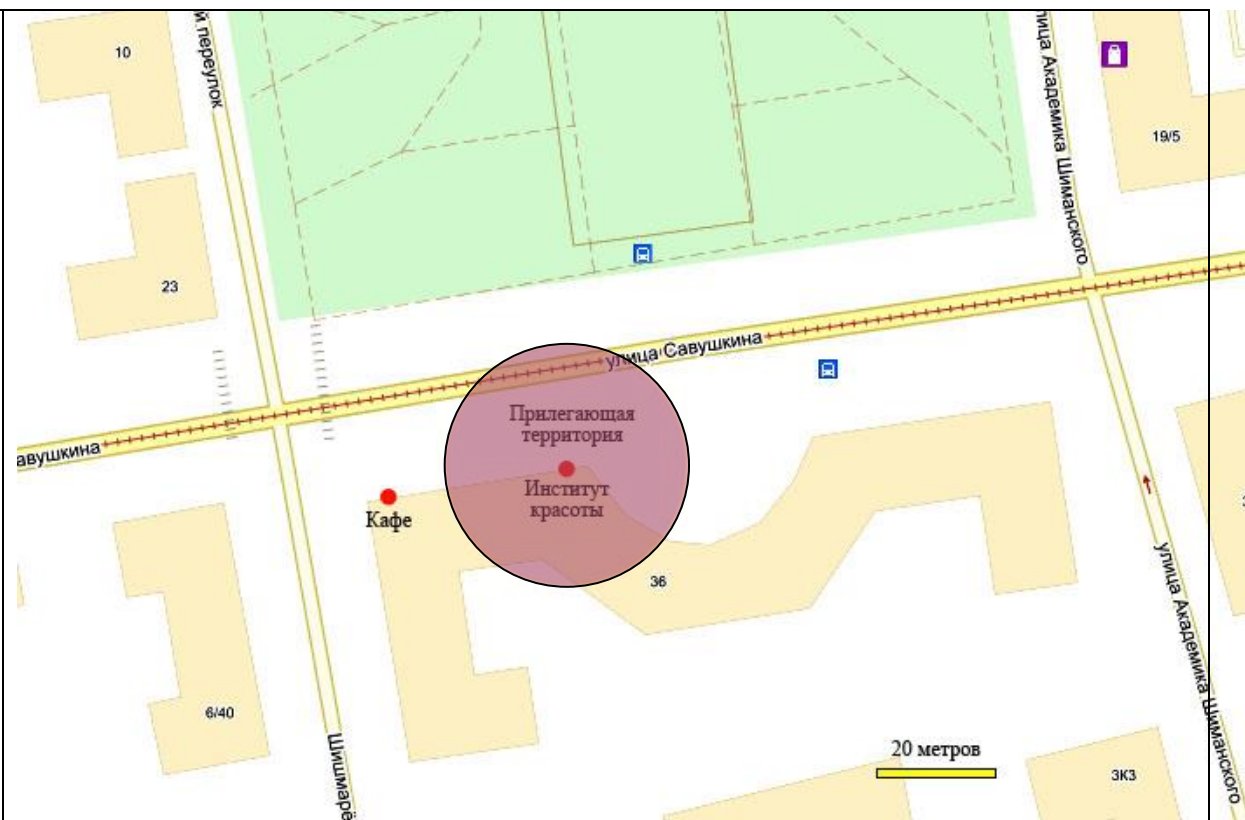 10
й переулок
улица Академика Шиманского
19/5
23
улица Савушкина
авушкина
Прилегающая
территория
Институт
красоты
Кафе
36
6/40
Шишмарё
20 метров
3К3
улица Академика Шиманского